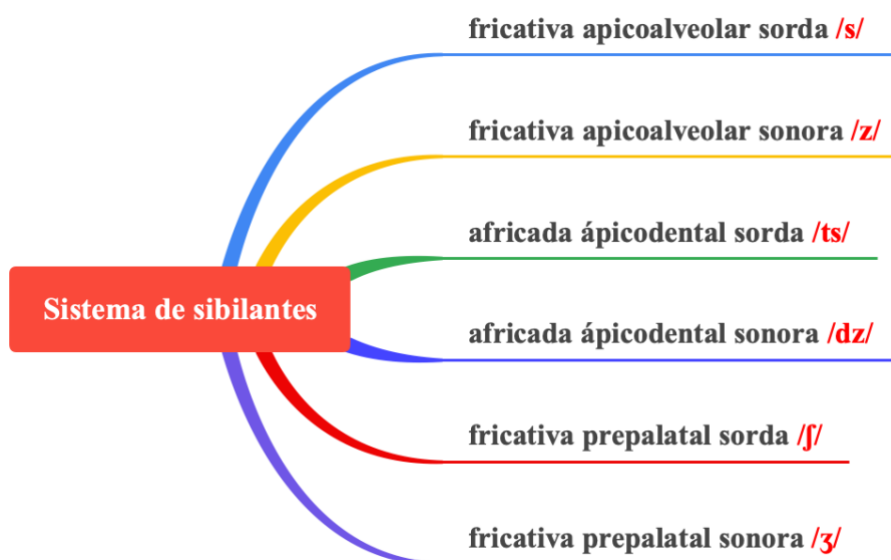 fricativa apicoalveolar sorda /s/
fricativa apicoalveolar sonora /z/
africada ápicodental sorda /ts/
Sistema de sibilantes
africada ápicodental sonora /dz/
fricativa prepalatal sorda /ʃ/
fricativa prepalatal sonora /ʒ/